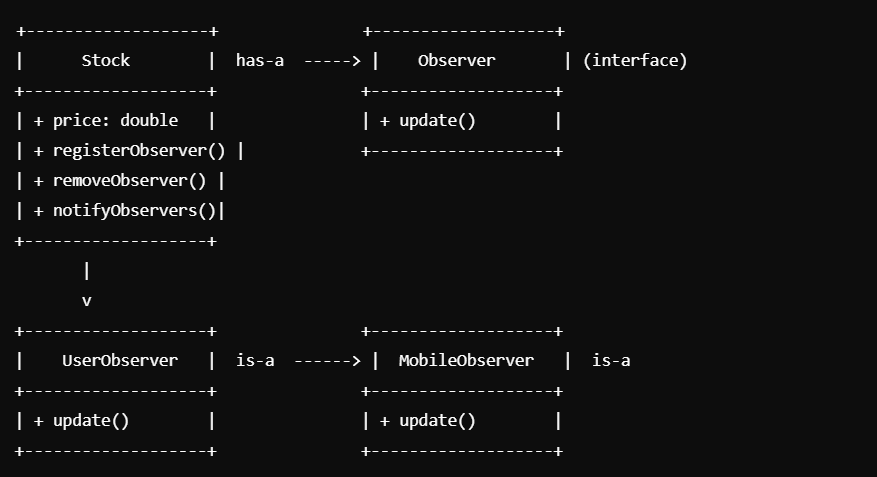 +-------------------+               +-------------------+
|      Stock        |  has-a  -----> |    Observer       | (interface)
+-------------------+               +-------------------+
| + price: double   |               | + update()        |
| + registerObserver() |            +-------------------+
| + removeObserver() |
| + notifyObservers()|
+-------------------+
       |
       v
+-------------------+               +-------------------+
|    UserObserver   |  is-a  ------> |  MobileObserver   |  is-a
+-------------------+               +-------------------+
| + update()        |               | + update()        |
+-------------------+               +-------------------+